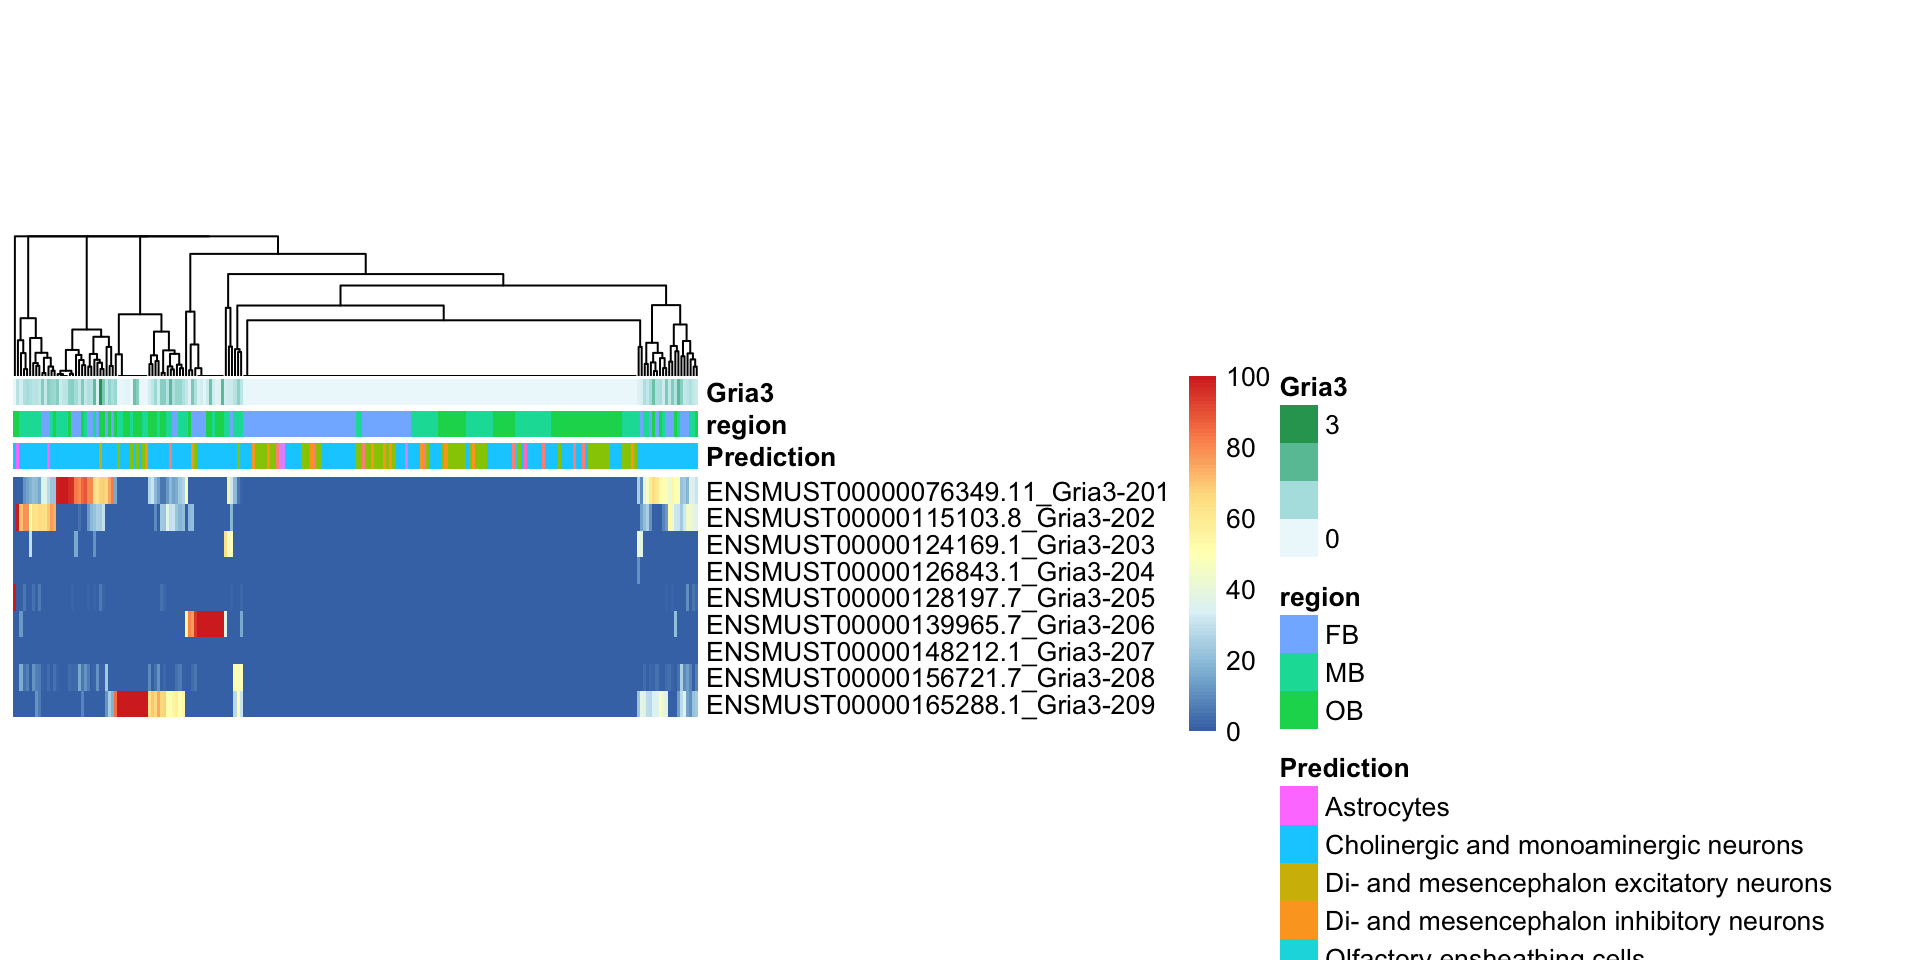 Gria3
region
Prediction
ENSMUST00000076349.11_Gria3-201
ENSMUST00000115103.8_Gria3-202
ENSMUST00000124169.1_Gria3-203
ENSMUST00000126843.1_Gria3-204
ENSMUST00000128197.7_Gria3-205
ENSMUST00000139965.7_Gria3-206
ENSMUST00000148212.1_Gria3-207
ENSMUST00000156721.7_Gria3-208
ENSMUST00000165288.1_Gria3-209
100
80
60
40
20
0
Gria3
3
0
region
FB
MB
OB
Prediction
Astrocytes
Cholinergic and monoaminergic neurons
Di- and mesencephalon excitatory neurons
Di- and mesencephalon inhibitory neurons
Olfactory ensheathing cells